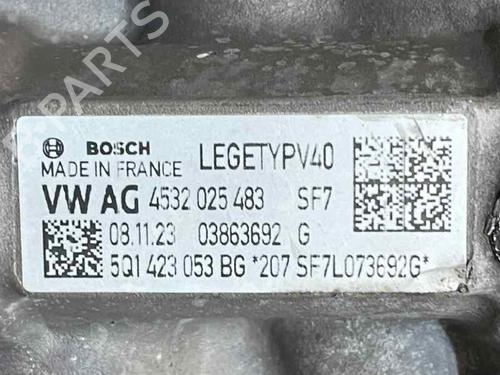 BOSCH LEGETYPV40
MADE IN FRANCE
VW AG 4532 025 483 SF7
08.11.23 03863692 G
5Q1 423 053 BG *207 SF7L073692G*